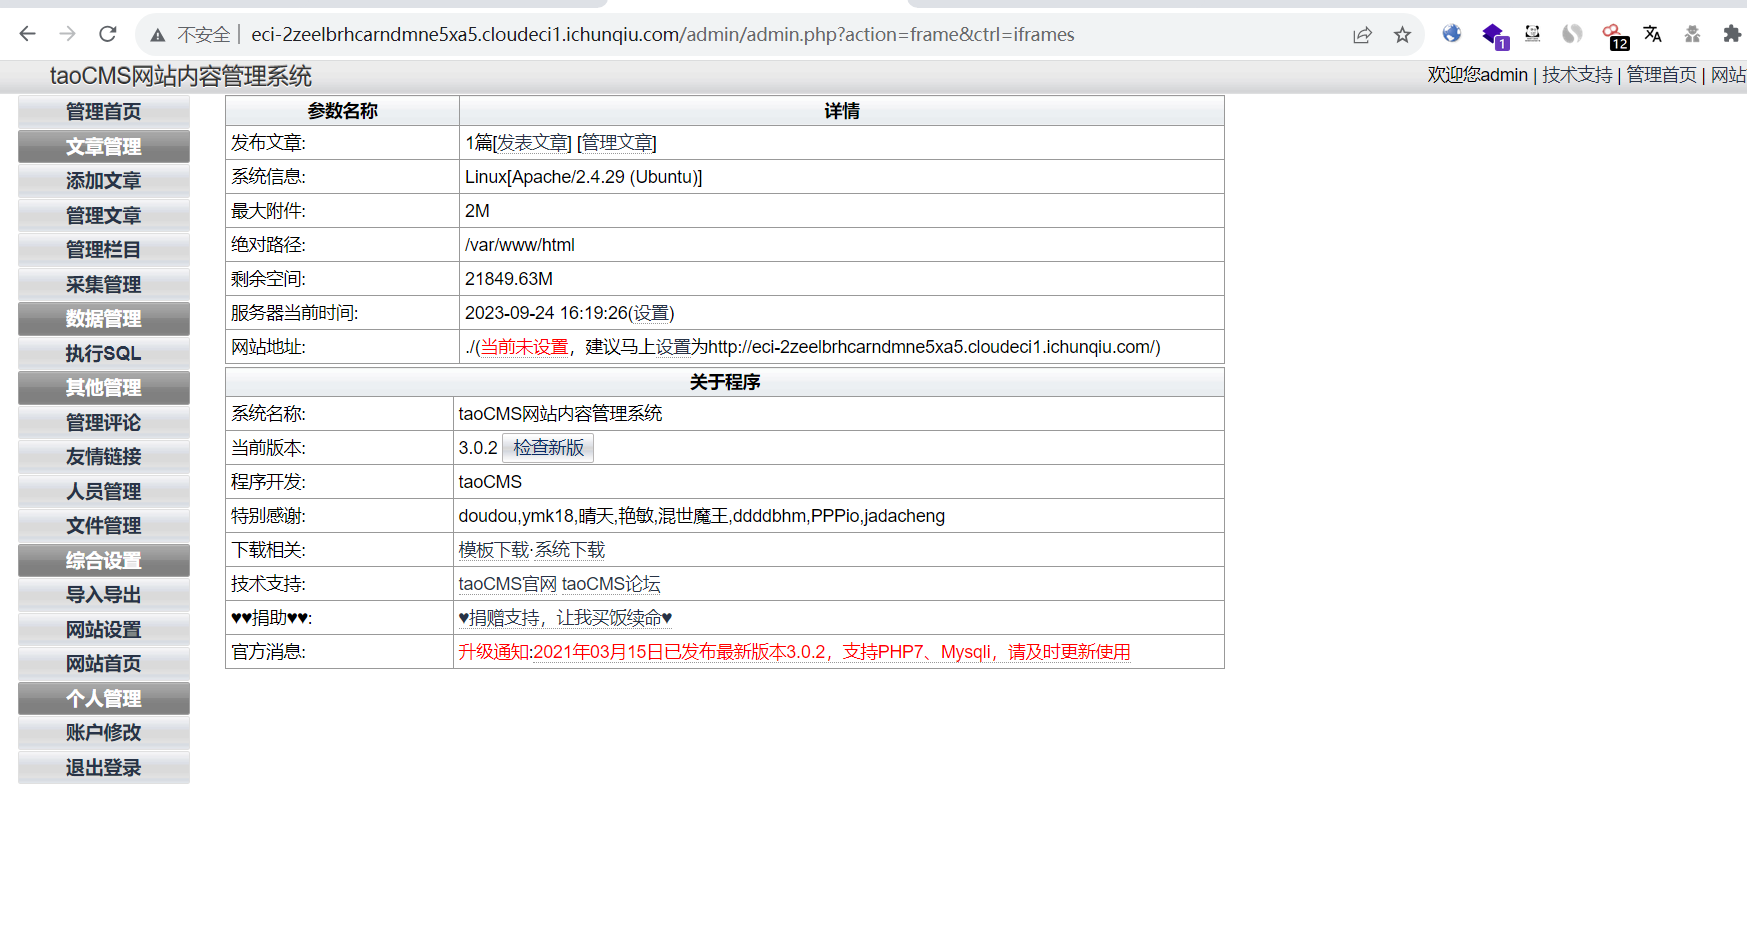 不安全 | eci-2zeelbrhcarndmne5xa5.cloudeci1.ichunqiu.com/admin/admin.php?action=frame&ctrl=iframes
1
12
taoCMS网站内容管理系统
欢迎您admin | 技术支持 | 管理首页 | 网站
管理首页
文章管理
添加文章
管理文章
管理栏目
采集管理
数据管理
执行SQL
其他管理
管理评论
友情链接
人员管理
文件管理
综合设置
导入导出
网站设置
网站首页
个人管理
账户修改
退出登录
参数名称 详情
发布文章: 1篇[发表文章] [管理文章]
系统信息: Linux[Apache/2.4.29 (Ubuntu)]
最大附件: 2M
绝对路径: /var/www/html
剩余空间: 21849.63M
服务器当前时间: 2023-09-24 16:19:26(设置)
网站地址: ./(当前未设置，建议马上设置为http://eci-2zeelbrhcarndmne5xa5.cloudeci1.ichunqiu.com/)
关于程序
系统名称: taoCMS网站内容管理系统
当前版本: 3.0.2 检查新版
程序开发: taoCMS
特别感谢: doudou,ymk18,晴天,艳敏,混世魔王,ddddbhm,PPPio,jadacheng
下载相关: 模板下载·系统下载
技术支持: taoCMS官网 taoCMS论坛
♥♥捐助♥♥: ♥捐赠支持，让我买饭续命♥
官方消息: 升级通知:2021年03月15日已发布最新版本3.0.2，支持PHP7、Mysqli，请及时更新使用